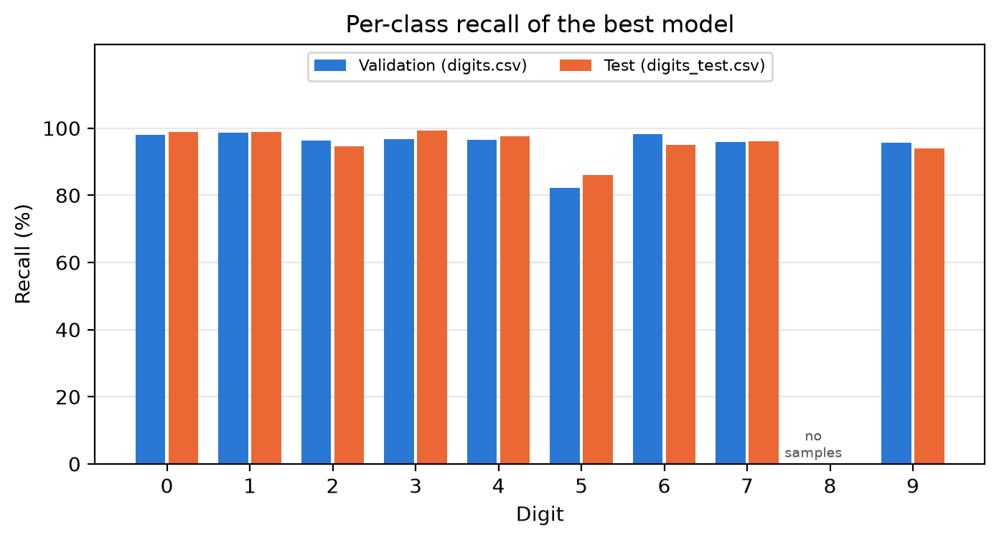 Per-class recall of the best model
Validation (digits.csv) Test (digits_test.csv)
Recall (%)
100
80
60
40
20
0
no
samples
0 1 2 3 4 5 6 7 8 9
Digit